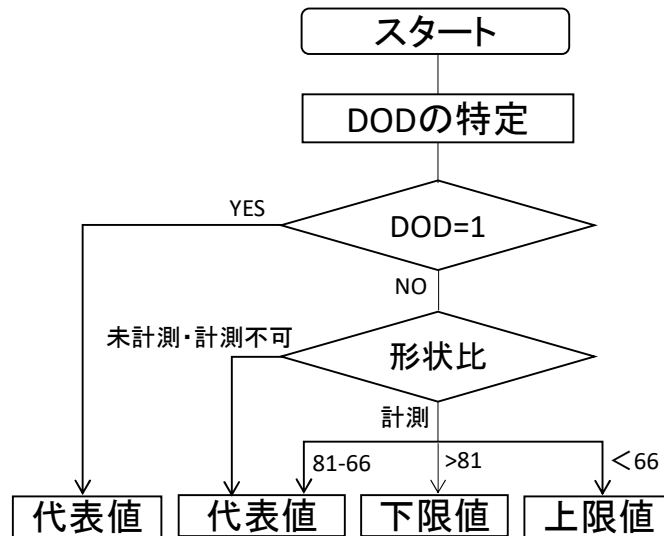 スタート
DODの特定
YES
DOD=1
NO
未計測・計測不可
形状比
計測
81-66
>81
＜66
代表値
代表値
下限値
上限値